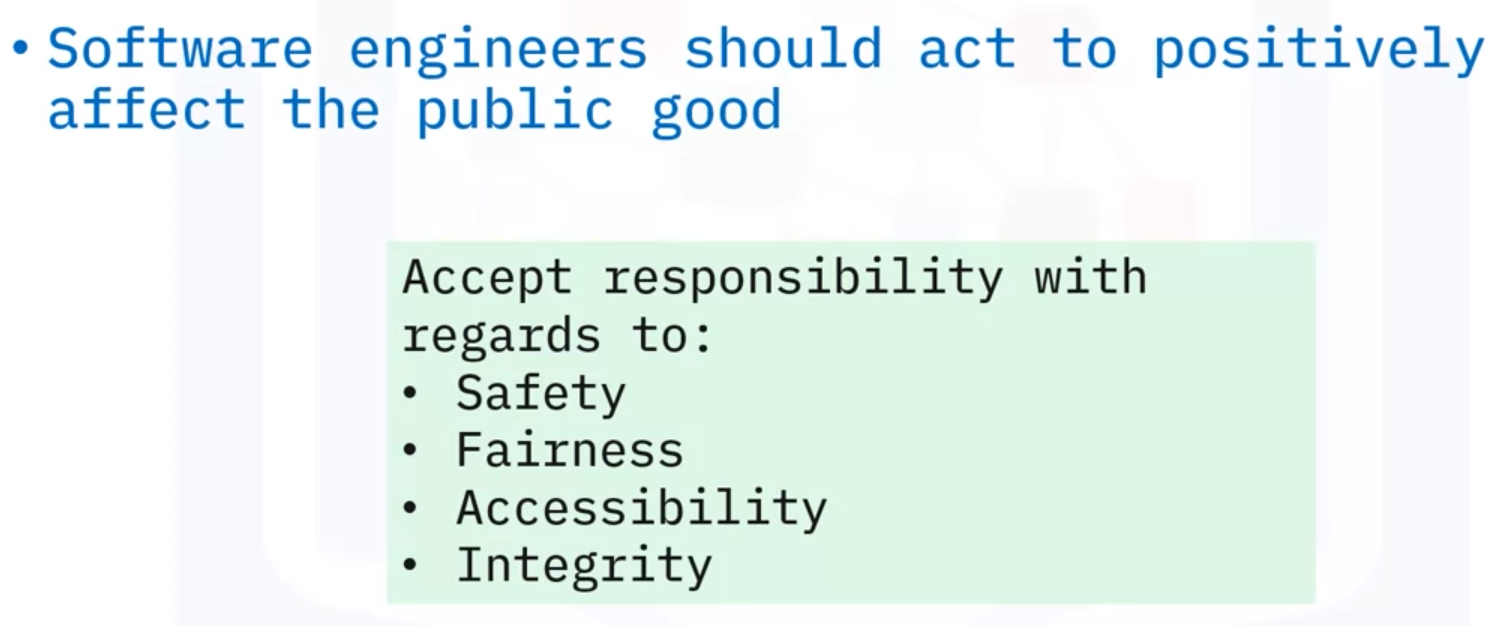 • Software engineers should act to positively
affect the public good
Accept responsibility with
regards to:
• Safety
• Fairness
• Accessibility
• Integrity